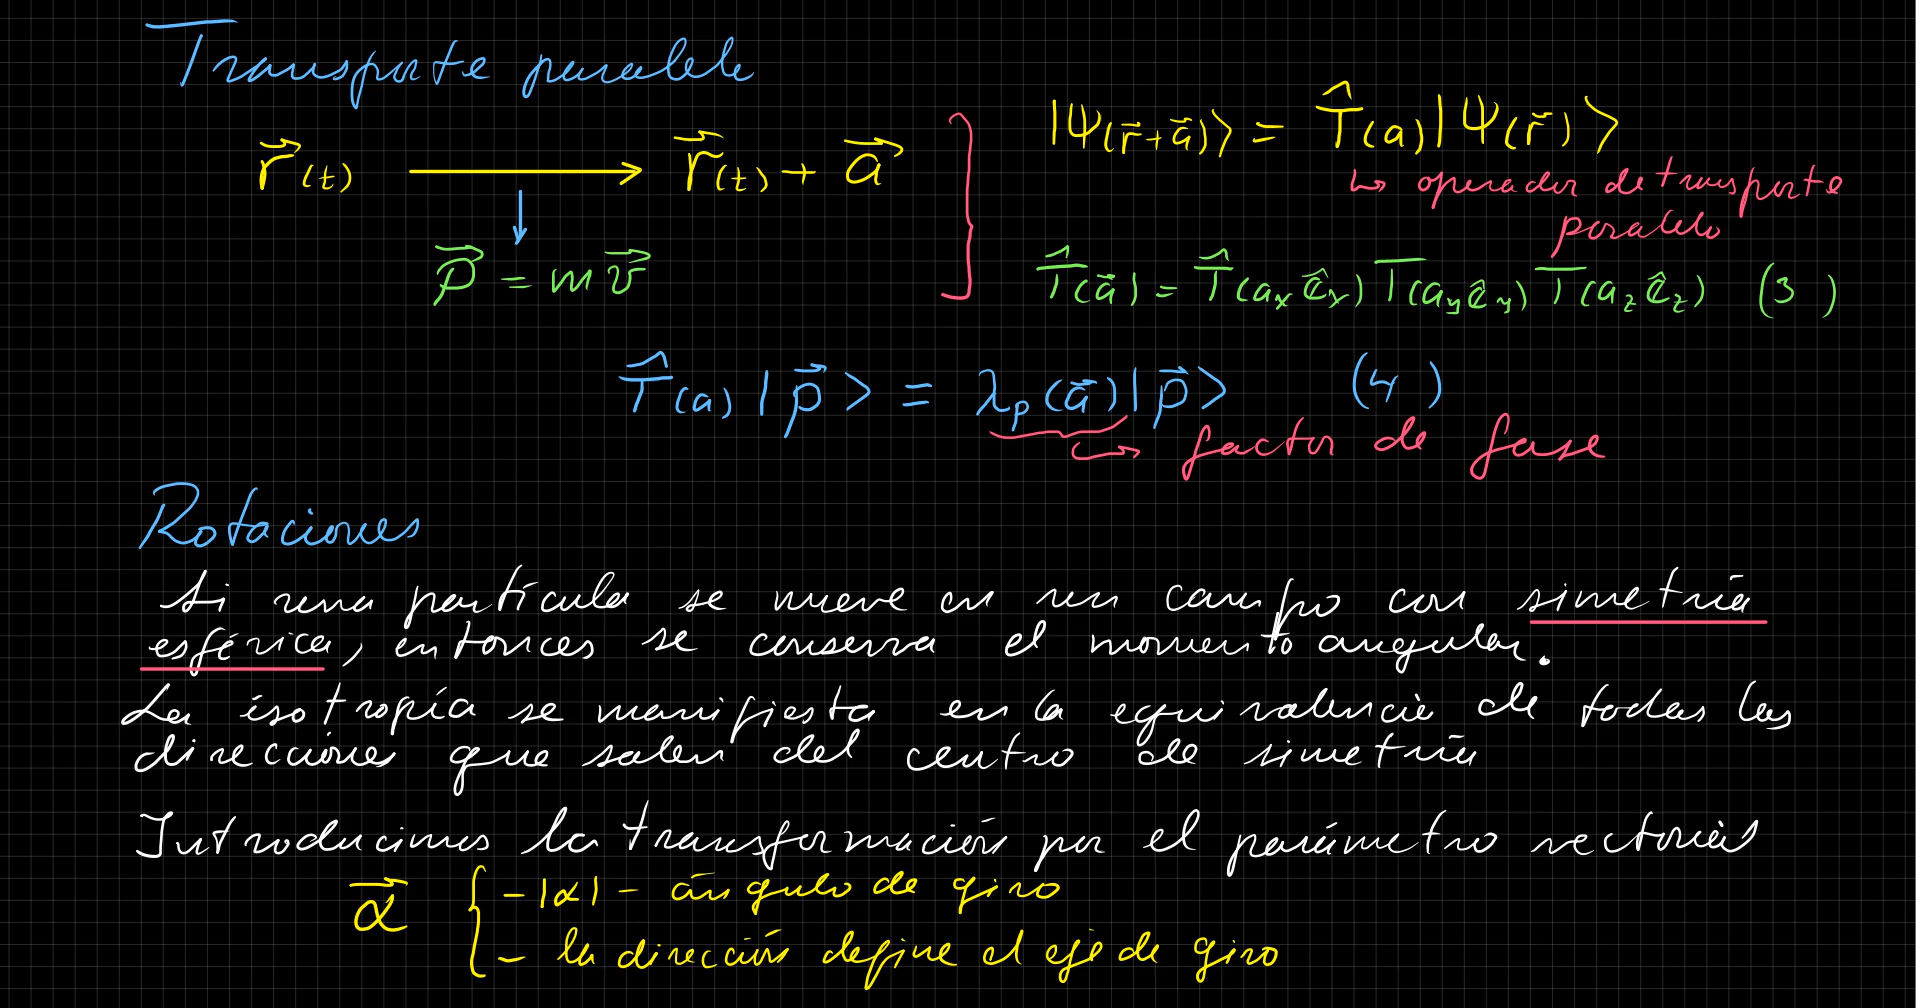 Transporte paralelo
r⃗(t) → r⃗(t) + a⃗
p⃗ = m v⃗
|Ψ(r⃗+a⃗)⟩ = T̂(a)|Ψ(r⃗)⟩
↳ operador de transporte
paralelo
T̂(a⃗) = T̂(aₓ êₓ) T(a_y ê_y) T(a_z ê_z) (3)
T̂(a) |p⃗⟩ = λ_p(a⃗)|p⃗⟩ (4)
↳ factor de fase
Rotaciones
Si una partícula se mueve en un campo con simetría
esférica, entonces se conserva el momento angular.
La isotropía se manifiesta en la equivalencia de todas las
direcciones que salen del centro de simetría
Introducimos la transformación por el parámetro vectorial
α⃗ { - |α| - ángulo de giro
- la dirección define el eje de giro